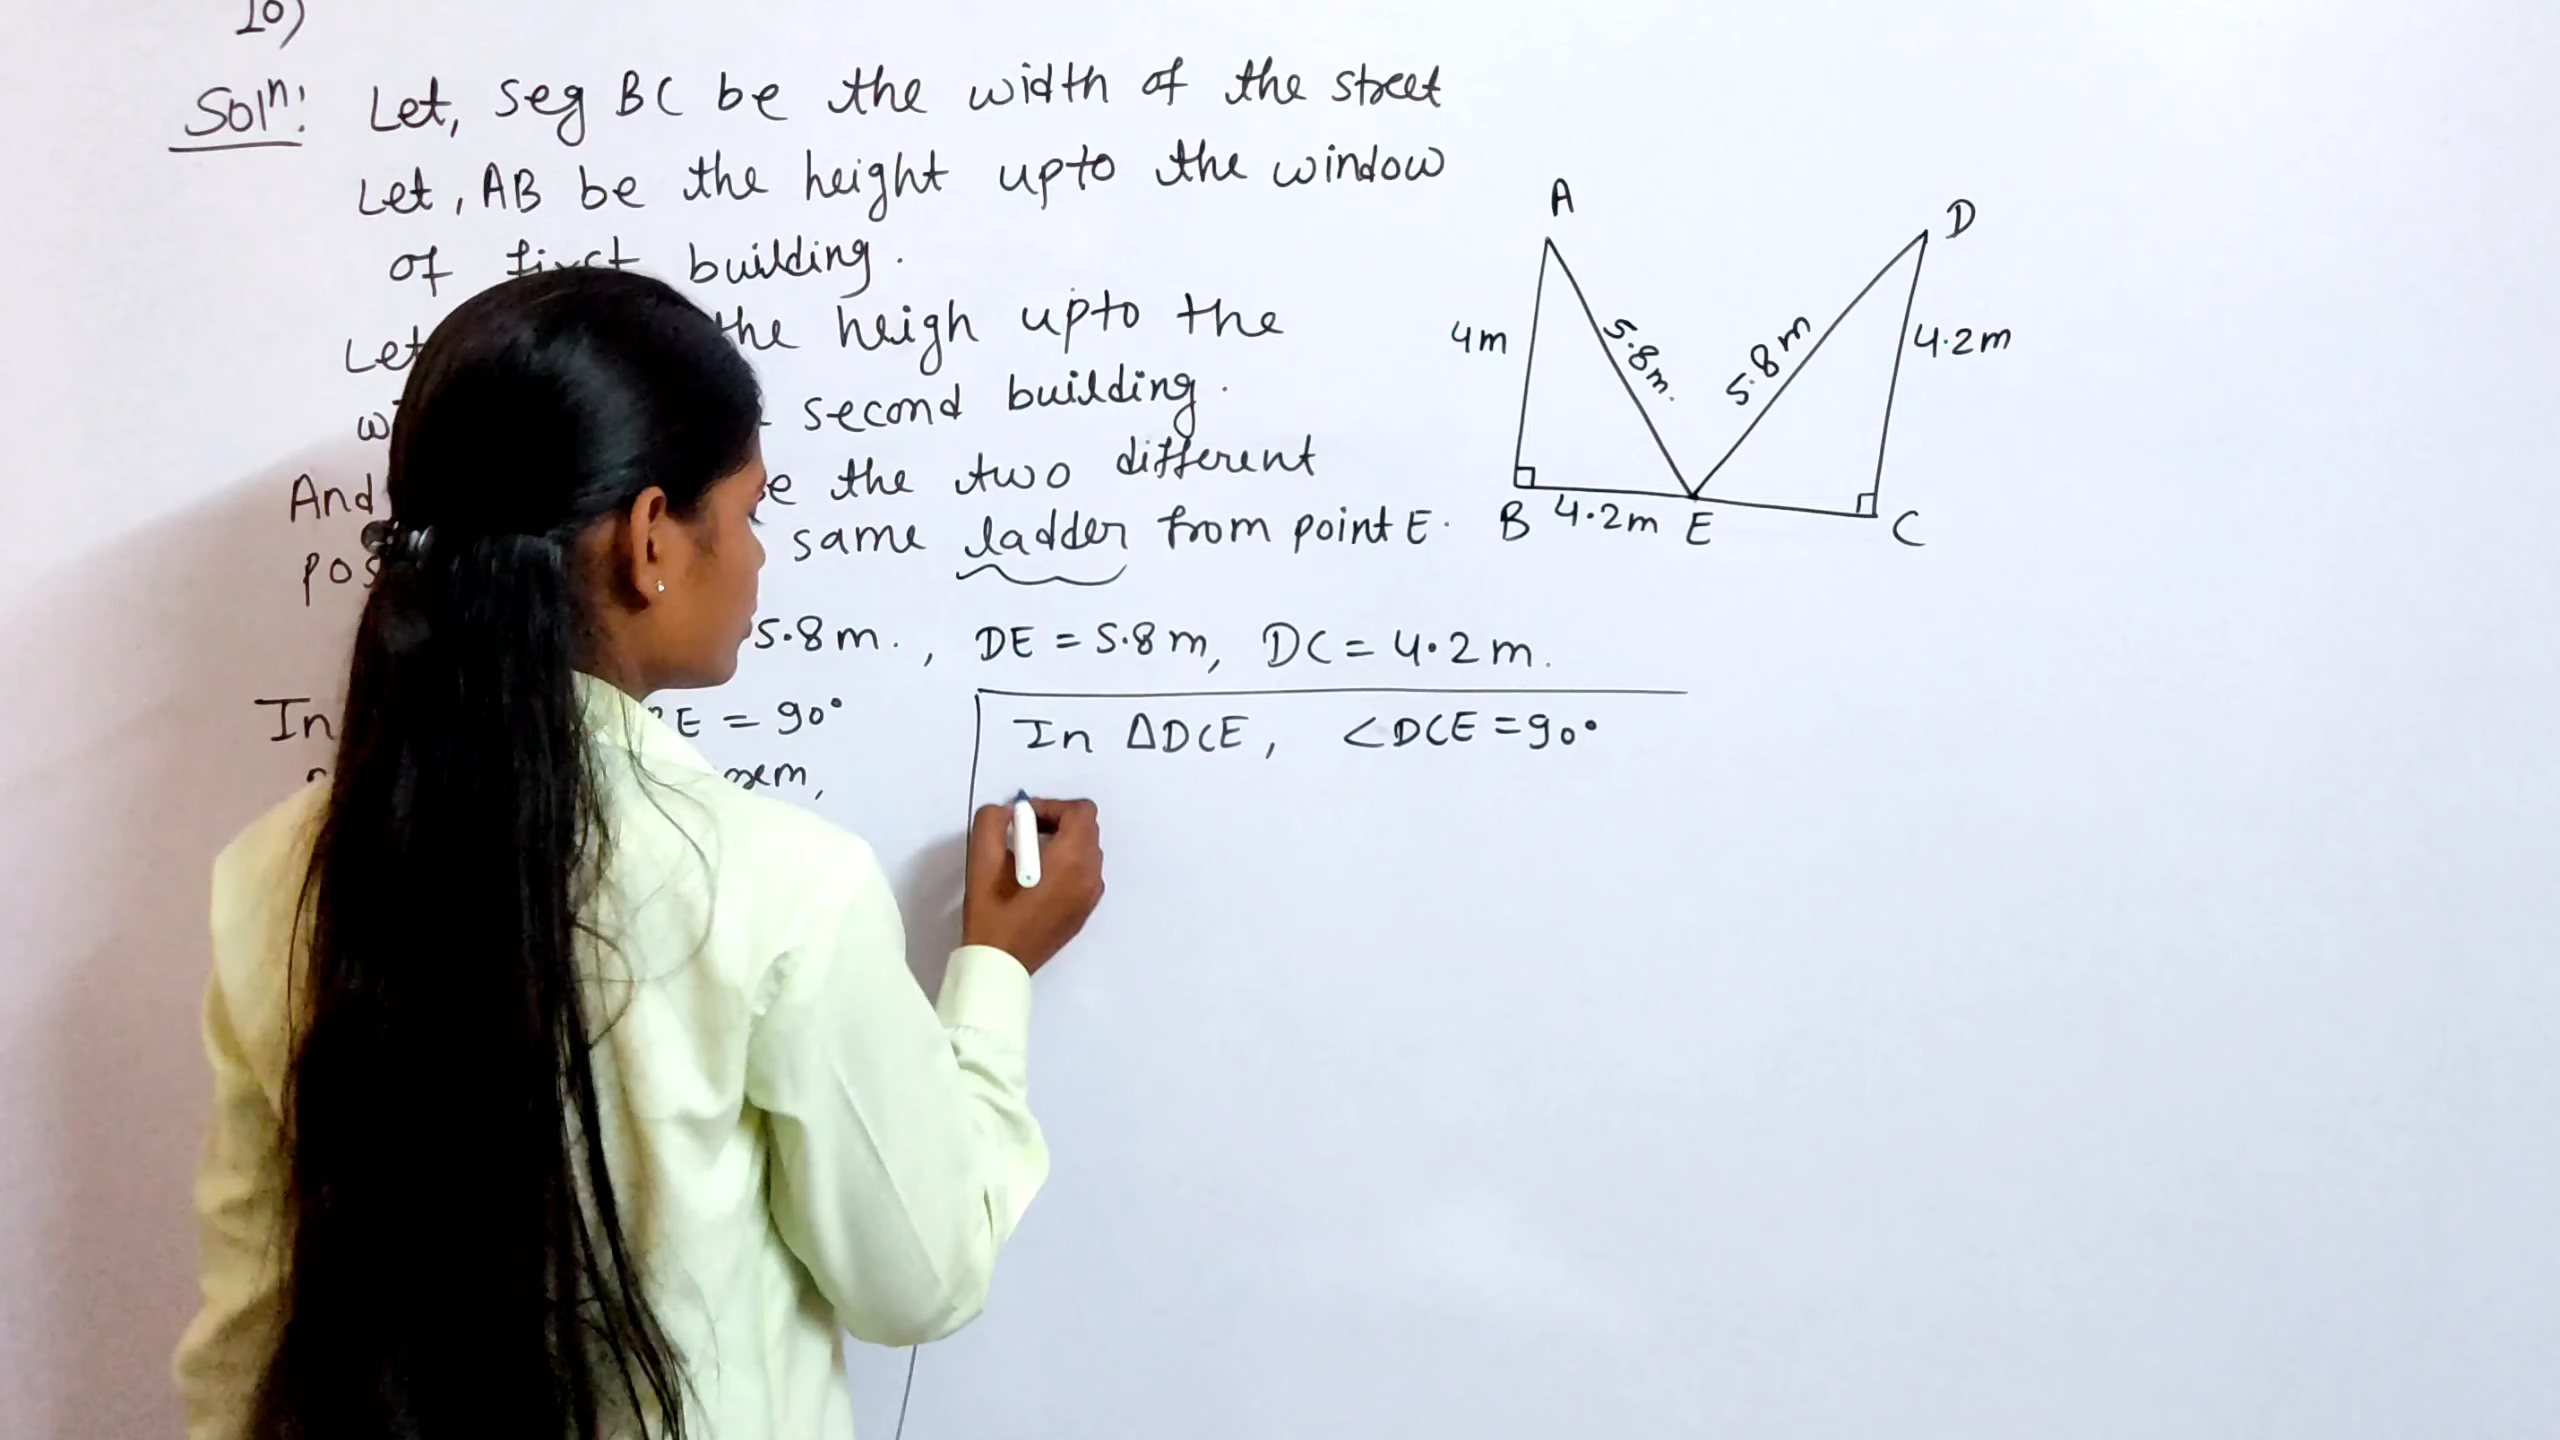 10)
Solⁿ: Let, seg BC be the width of the street
Let, AB be the height upto the window
of first building.
Let the heigh upto the
second building.
And the two different
same ladder from point E.
5.8m., DE = 5.8m, DC = 4.2 m.
In E = 90°
In ΔDCE, <DCE = 90°
A
D
4m
5.8m.
5.8m
4.2m
B 4.2m E
C